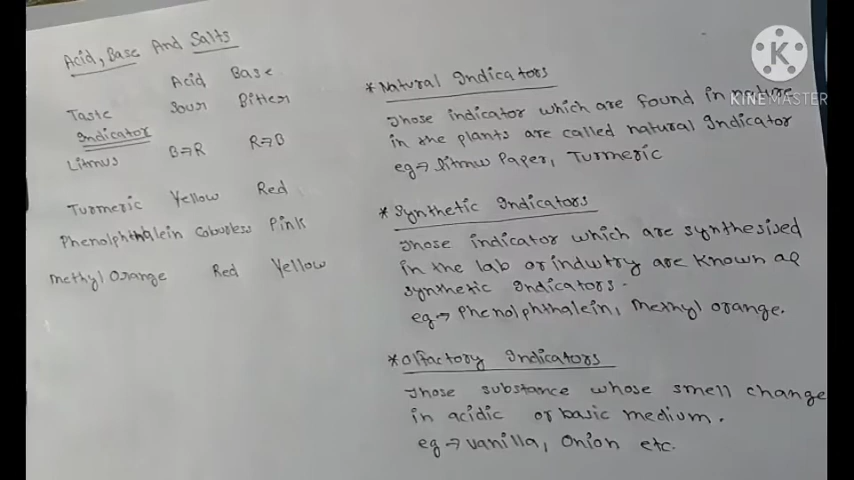 Acid, Base And Salts
Acid Base
Taste Sour Bitter
Indicator
Litmus B⇒R R⇒B
Turmeric Yellow Red
Phenolphthalein Colourless Pink
Methyl Orange Red Yellow
*Natural Indicators
Those indicator which are found in nature
in the plants are called natural Indicator
eg→ Litmus Paper, Turmeric
*Synthetic Indicators
Those indicator which are synthesised
in the lab or industry are known as
synthetic Indicators.
eg→ Phenolphthalein, Methyl orange.
*Olfactory Indicators
Those substance whose smell change
in acidic or basic medium.
eg→ vanilla, Onion etc.
K
KINEMASTER